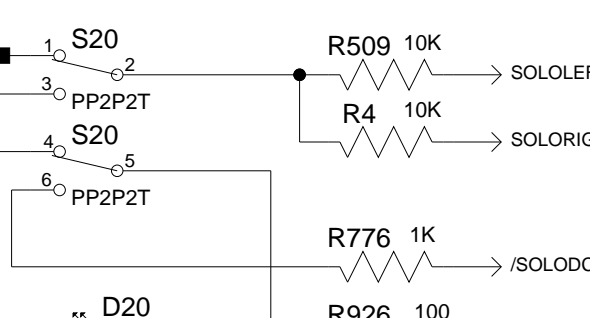 S20
R509 10K
1
2
SOLOLEF
3
PP2P2T
R4 10K
S20
4
5
SOLORIG
6
PP2P2T
R776 1K
/SOLODO
D20
R926 100